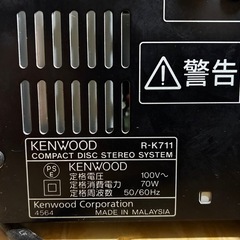 警告
KENWOOD R-K711
COMPACT DISC STEREO SYSTEM
PS E
KENWOOD
定格電圧 100V~
定格消費電力 70W
定格周波数 50/60Hz
Kenwood Corporation
4564 MADE IN MALAYSIA